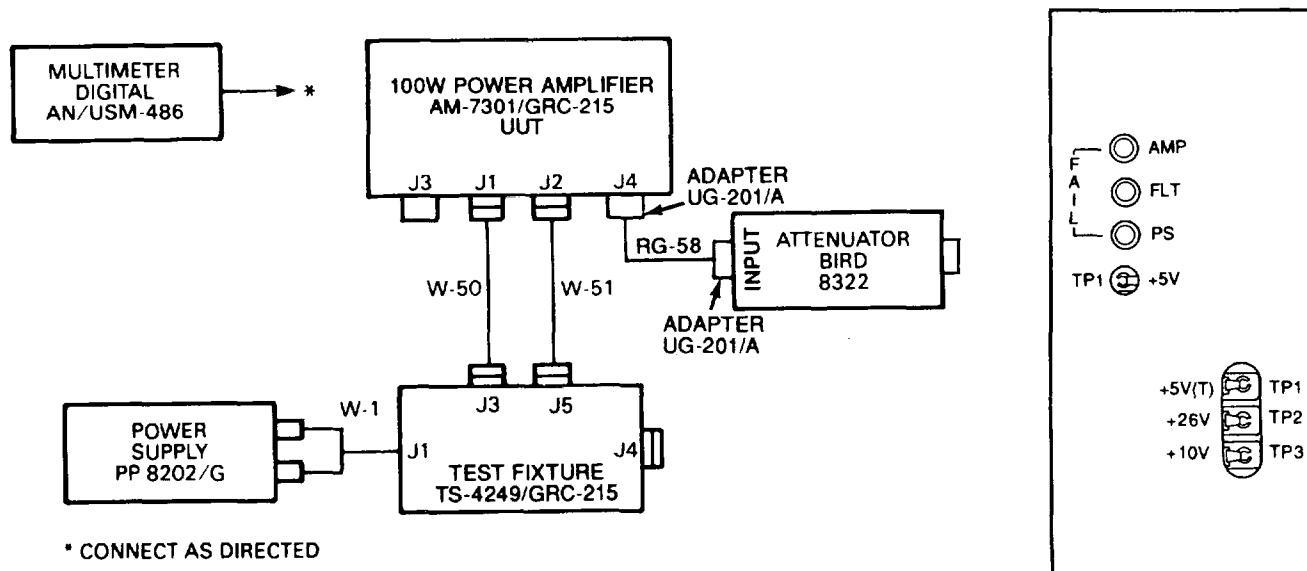 MULTIMETER
DIGITAL
AN/USM-486
*
100W POWER AMPLIFIER
AM-7301/GRC-215
UUT
J3 J1 J2 J4
ADAPTER
UG-201/A
RG-58
INPUT
ATTENUATOR
BIRD
8322
ADAPTER
UG-201/A
W-50
W-51
POWER
SUPPLY
PP 8202/G
W-1
J3 J5
J1
J4
TEST FIXTURE
TS-4249/GRC-215
* CONNECT AS DIRECTED
FAIL
AMP
FLT
PS
TP1 +5V
+5V(T) TP1
+26V TP2
+10V TP3